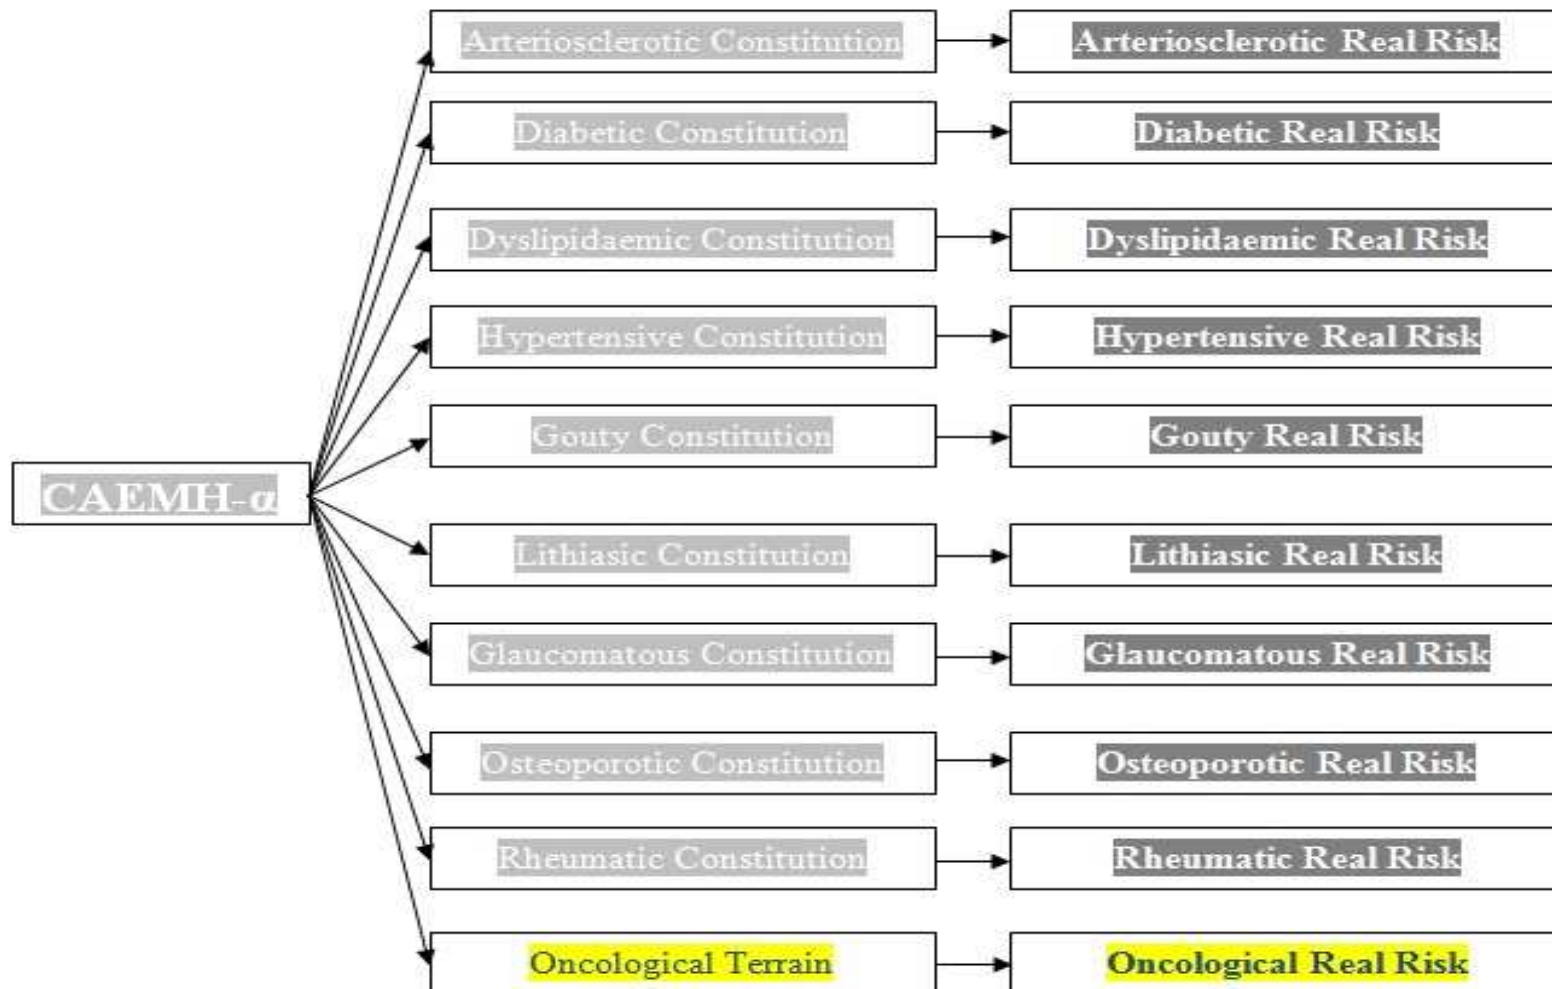 Arteriosclerotic Constitution
Arteriosclerotic Real Risk
Diabetic Constitution
Diabetic Real Risk
Dyslipidaemic Constitution
Dyslipidaemic Real Risk
Hypertensive Constitution
Hypertensive Real Risk
Gouty Constitution
Gouty Real Risk
CAEMH-α
Lithiasic Constitution
Lithiasic Real Risk
Glaucomatous Constitution
Glaucomatous Real Risk
Osteoporotic Constitution
Osteoporotic Real Risk
Rheumatic Constitution
Rheumatic Real Risk
Oncological Terrain
Oncological Real Risk